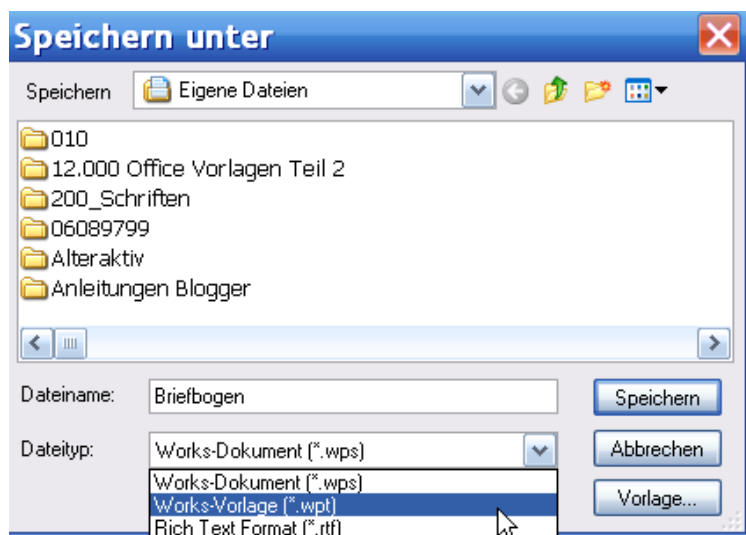 Speichern unter
Speichern Eigene Dateien
010
12.000 Office Vorlagen Teil 2
200_Schriften
06089799
Alteraktiv
Anleitungen Blogger
Dateiname: Briefbogen Speichern
Dateityp: Works-Dokument (*.wps) Abbrechen
Works-Dokument (*.wps)
Works-Vorlage (*.wpt) Vorlage...
Rich Text Format (*.rtf)